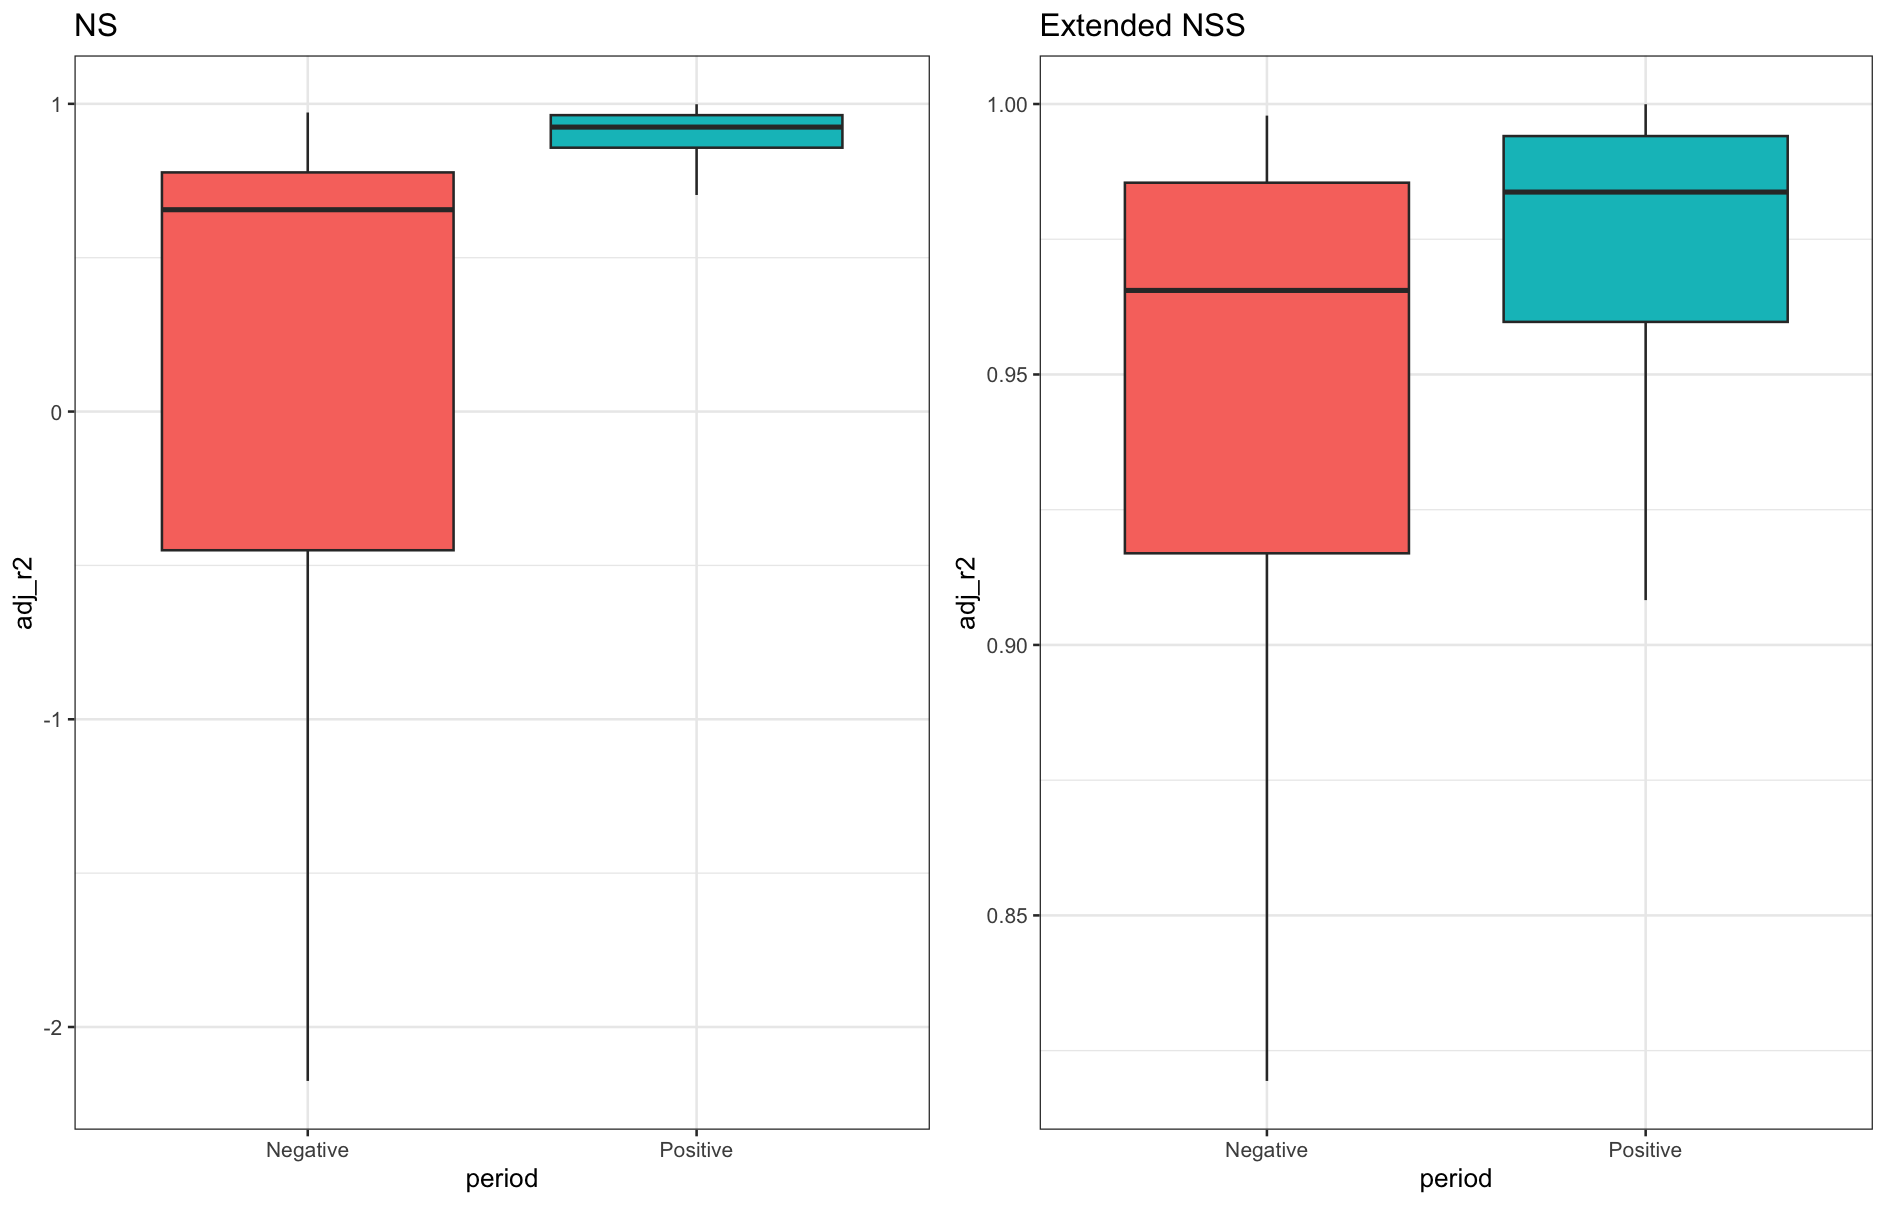 NS
1
0
-1
-2
adj_r2
Negative
Positive
period
Extended NSS
1.00
0.95
0.90
0.85
adj_r2
Negative
Positive
period